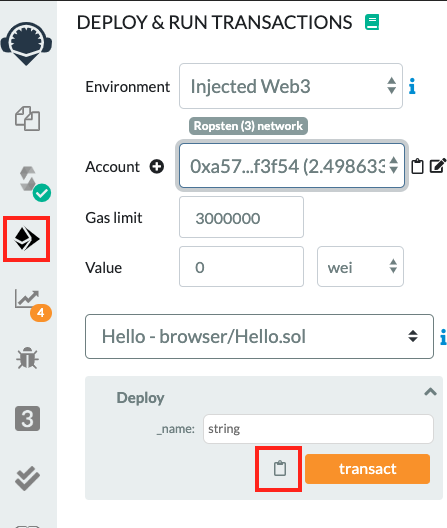 DEPLOY & RUN TRANSACTIONS
Environment Injected Web3
Ropsten (3) network
Account 0xa57...f3f54 (2.498633
Gas limit 3000000
Value 0 wei
4
Hello - browser/Hello.sol
Deploy
_name: string
3
transact